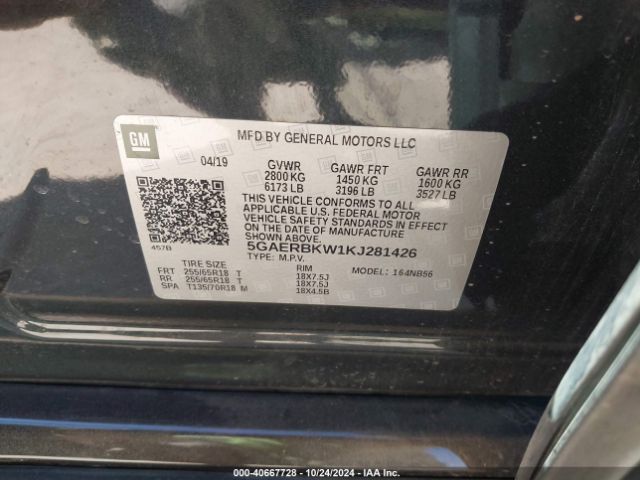 GM
MFD BY GENERAL MOTORS LLC
04/19 GVWR GAWR FRT GAWR RR
2800 KG 1450 KG 1600 KG
6173 LB 3196 LB 3527 LB
THIS VEHICLE CONFORMS TO ALL
APPLICABLE U.S. FEDERAL MOTOR
VEHICLE SAFETY STANDARDS IN EFFECT
ON THE DATE OF MANUFACTURE
SHOWN ABOVE.
457B
5GAERBKW1KJ281426
TYPE: M.P.V. MODEL: 164NB56
TIRE SIZE RIM
FRT 255/65R18 T 18X7.5J
RR 255/65R18 T 18X7.5J
SPA T135/70R18 M 18X4.5B
000-40667728 - 10/24/2024 - IAA Inc.